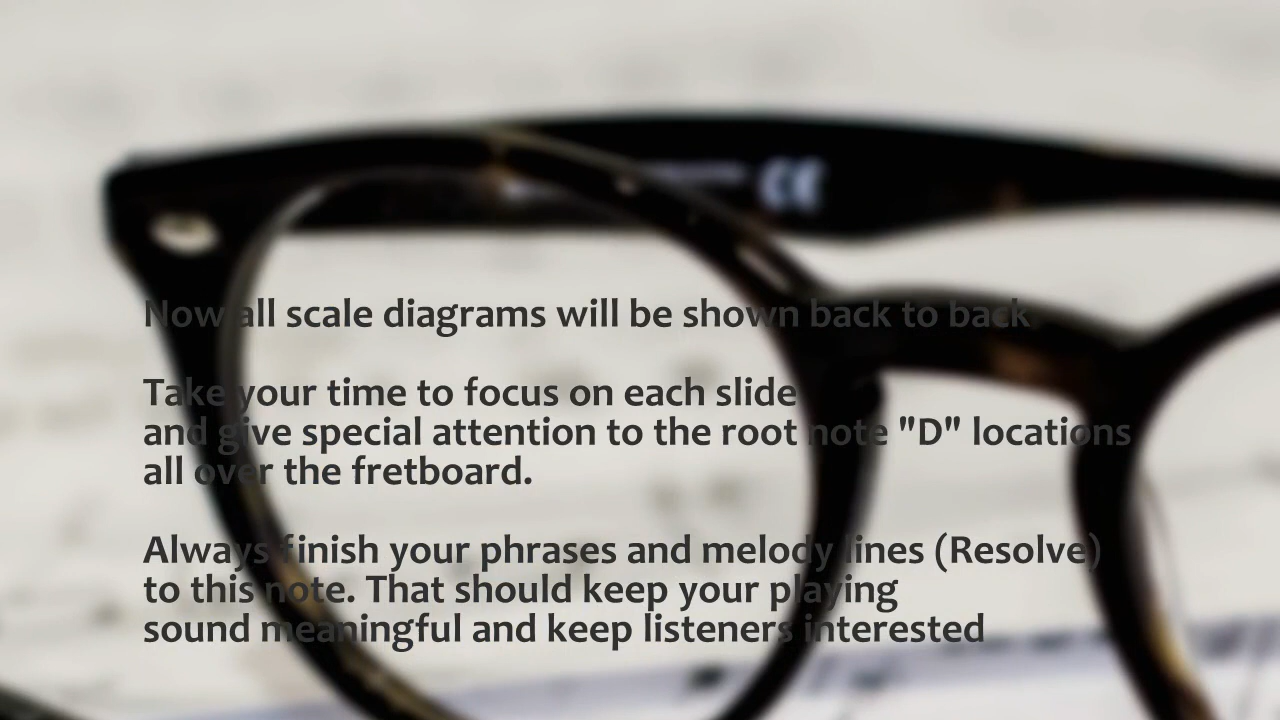 CE
Now all scale diagrams will be shown back to back
Take your time to focus on each slide
and give special attention to the root note "D" locations
all over the fretboard.
Always finish your phrases and melody lines (Resolve)
to this note. That should keep your playing
sound meaningful and keep listeners interested